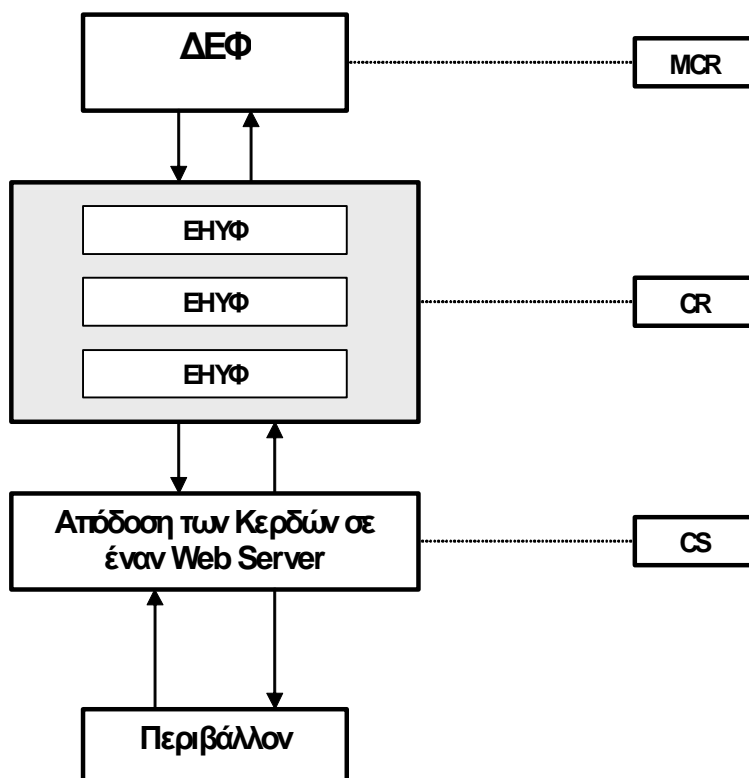 ΔΕΦ
MCR
ΕΗΥΦ
ΕΗΥΦ
CR
ΕΗΥΦ
Απόδοση των Κερδών σε
έναν Web Server
CS
Περιβάλλον